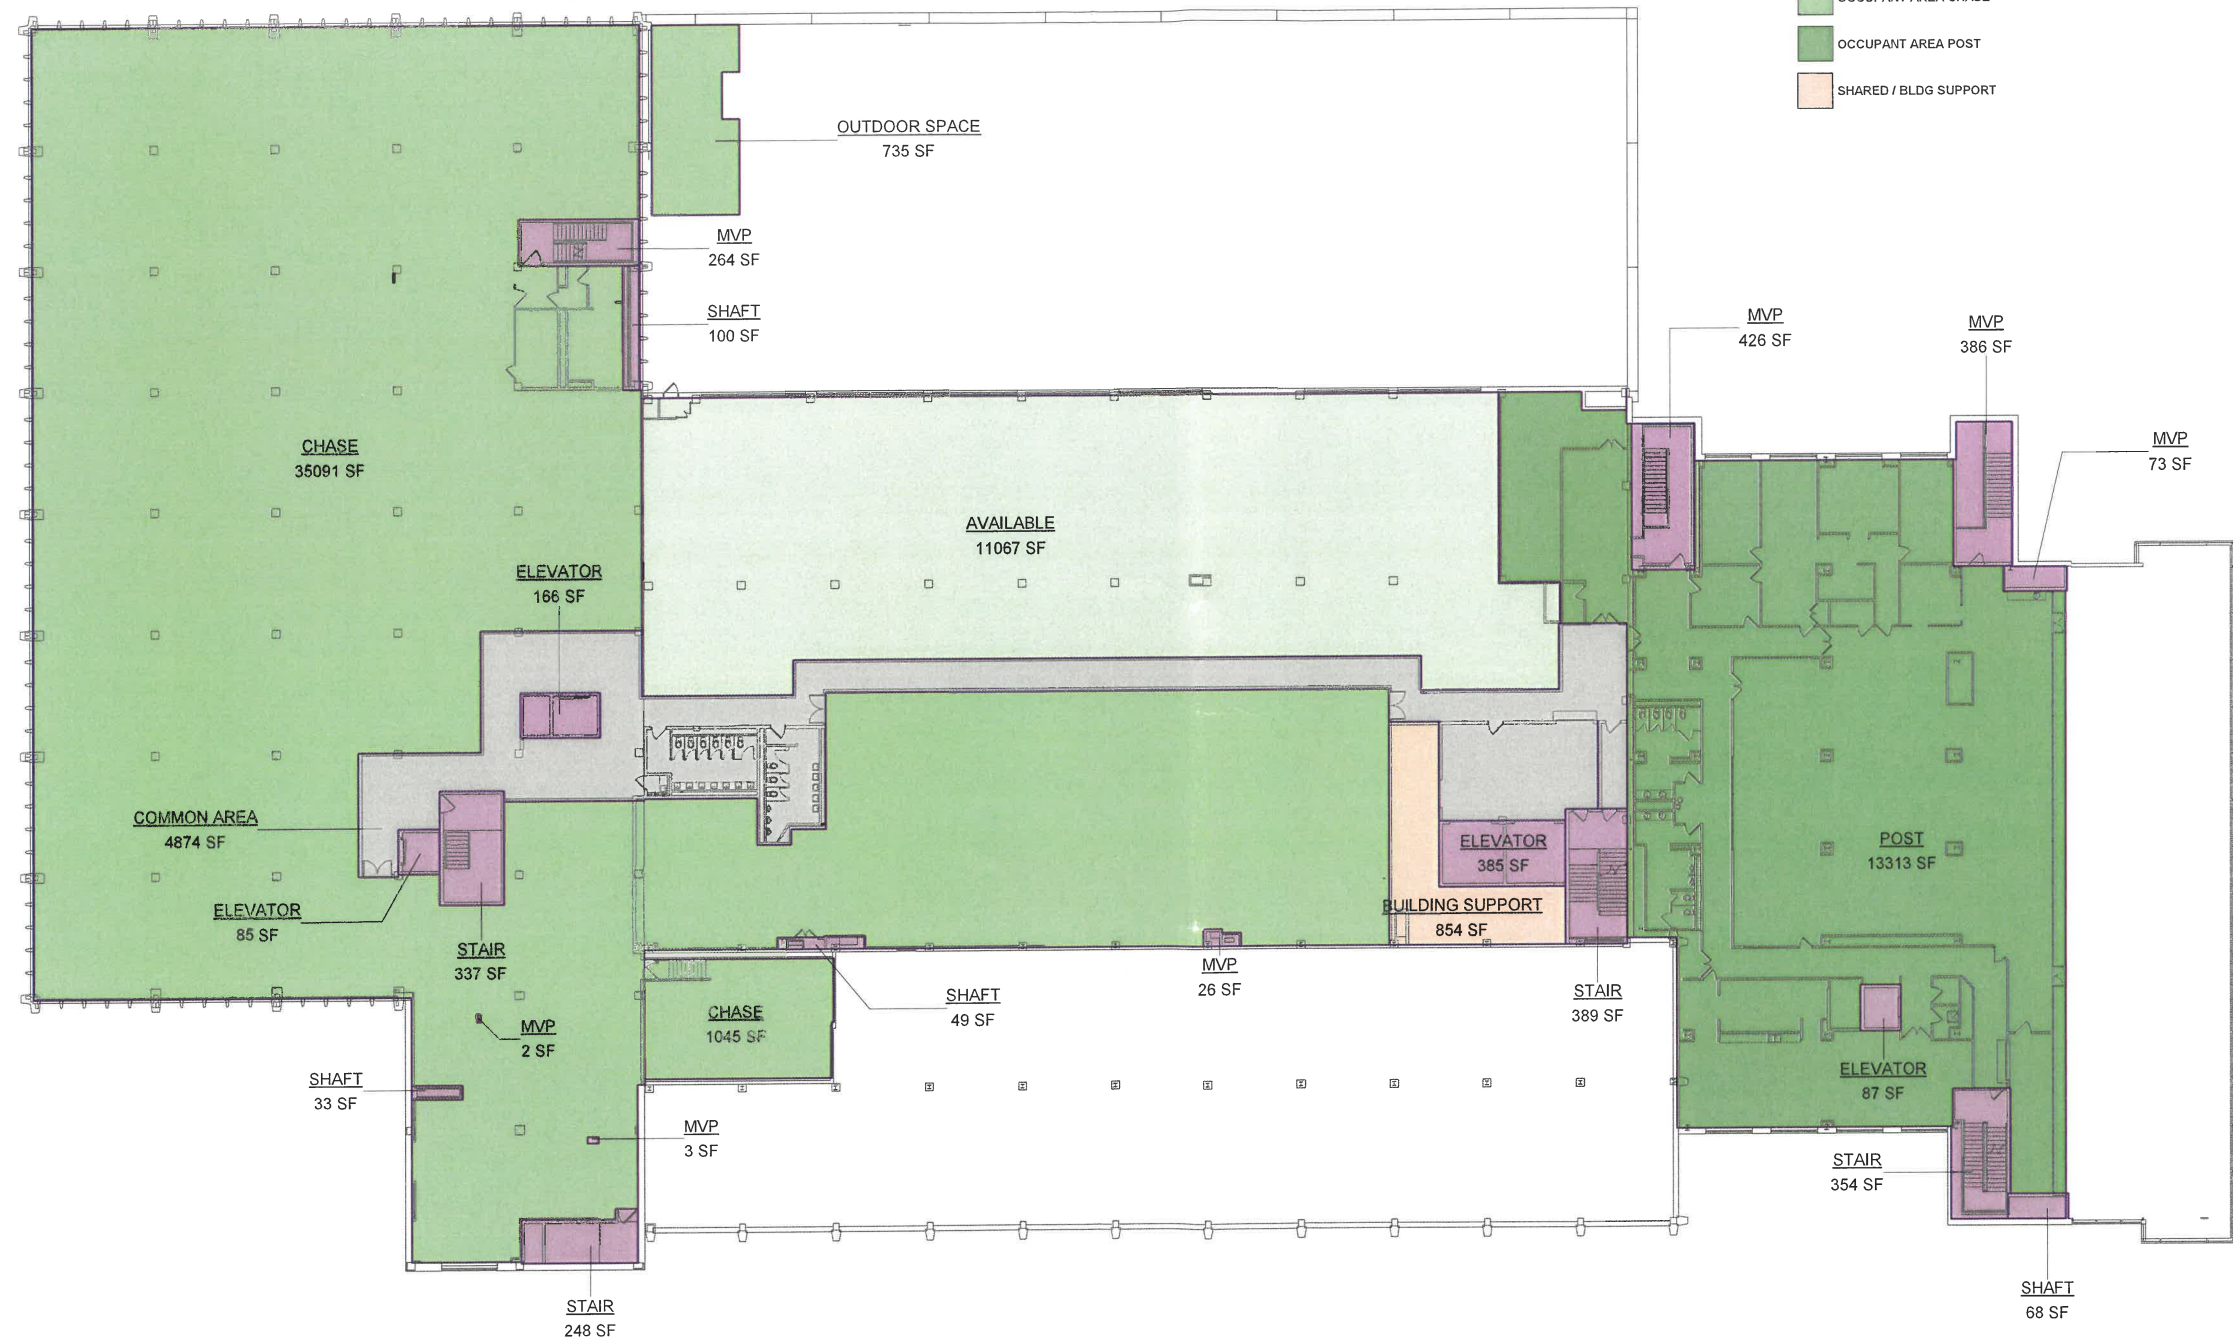 OCCUPANT AREA POST
SHARED / BLDG SUPPORT
OUTDOOR SPACE
735 SF
MVP
264 SF
SHAFT
100 SF
MVP
426 SF
MVP
386 SF
MVP
73 SF
CHASE
35091 SF
AVAILABLE
11067 SF
ELEVATOR
166 SF
COMMON AREA
4874 SF
ELEVATOR
385 SF
POST
13313 SF
ELEVATOR
85 SF
BUILDING SUPPORT
854 SF
STAIR
337 SF
MVP
26 SF
SHAFT
49 SF
STAIR
389 SF
CHASE
1045 SF
MVP
2 SF
ELEVATOR
87 SF
SHAFT
33 SF
MVP
3 SF
STAIR
354 SF
STAIR
248 SF
SHAFT
68 SF